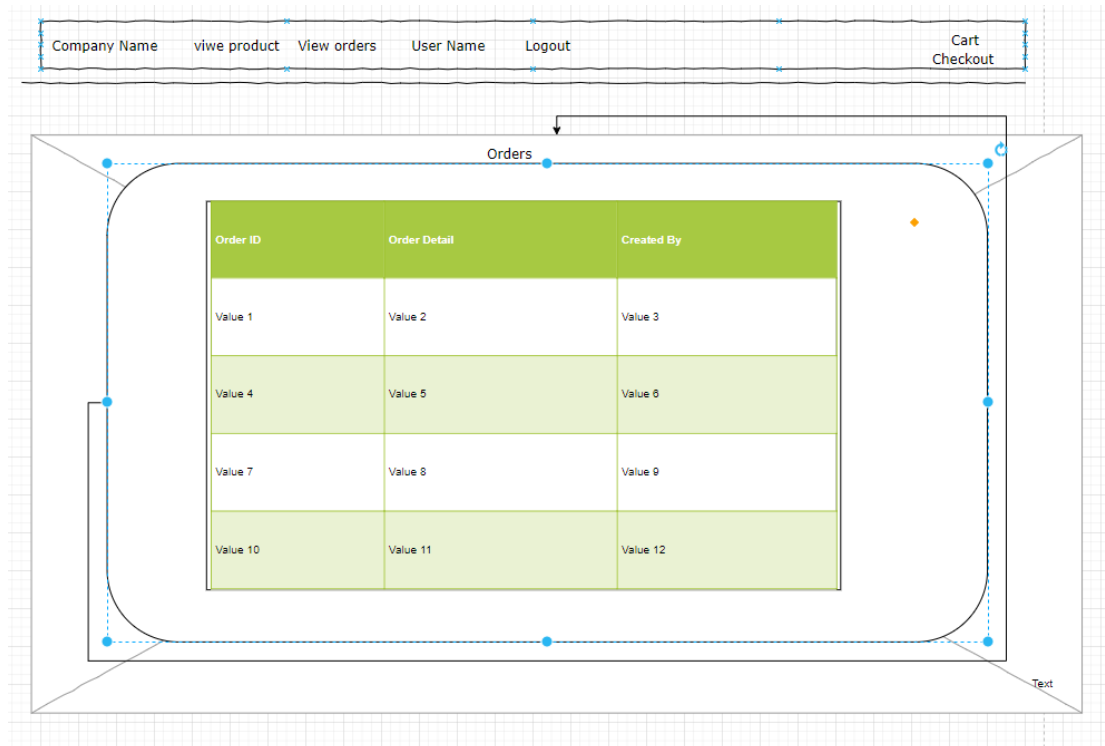 Company Name viwe product View orders User Name Logout Cart
Checkout
Orders
Order ID Order Detail Created By
Value 1 Value 2 Value 3
Value 4 Value 5 Value 6
Value 7 Value 8 Value 9
Value 10 Value 11 Value 12
Text